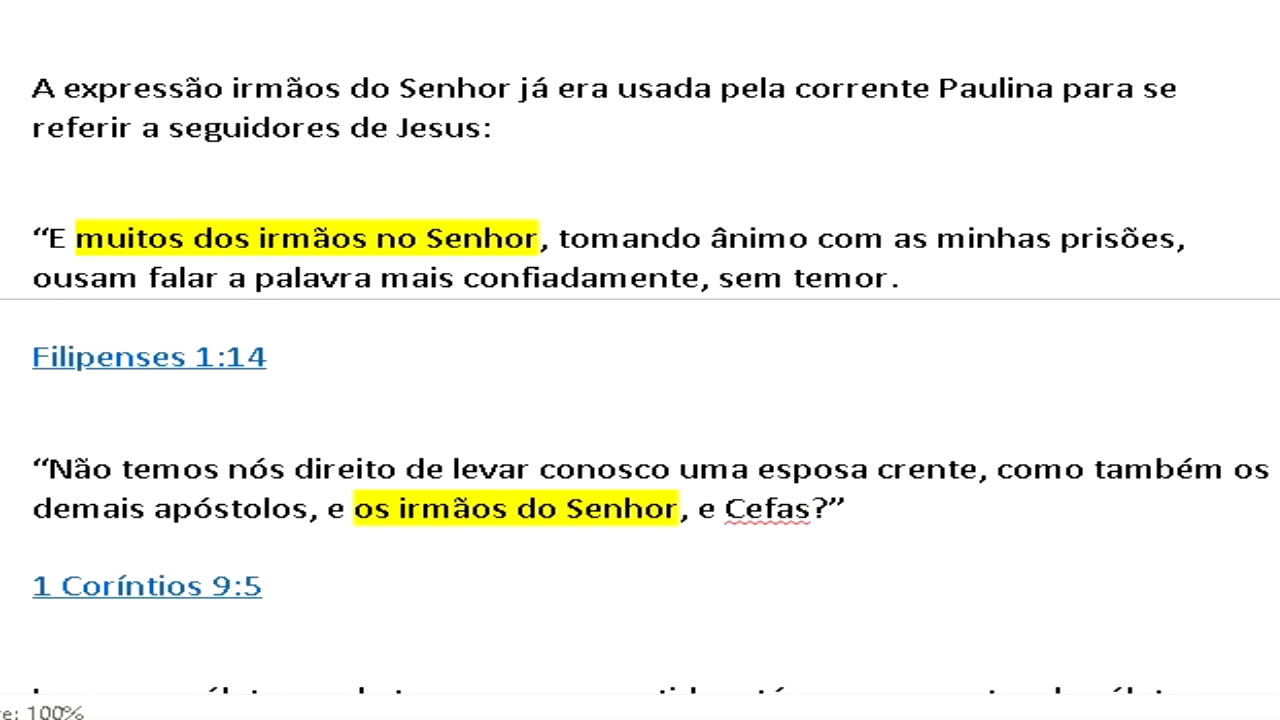 A expressão irmãos do Senhor já era usada pela corrente Paulina para se
referir a seguidores de Jesus:
“E muitos dos irmãos no Senhor, tomando ânimo com as minhas prisões,
ousam falar a palavra mais confiadamente, sem temor.
Filipenses 1:14
“Não temos nós direito de levar conosco uma esposa crente, como também os
demais apóstolos, e os irmãos do Senhor, e Cefas?”
1 Coríntios 9:5
100%